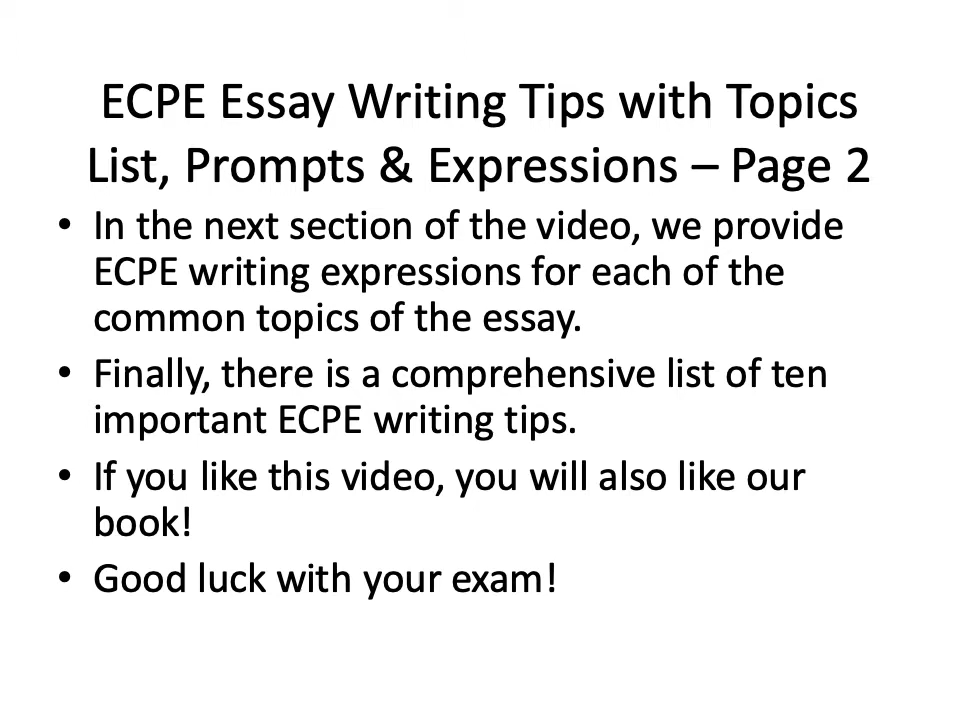 ECPE Essay Writing Tips with Topics
List, Prompts & Expressions – Page 2
• In the next section of the video, we provide
ECPE writing expressions for each of the
common topics of the essay.
• Finally, there is a comprehensive list of ten
important ECPE writing tips.
• If you like this video, you will also like our
book!
• Good luck with your exam!